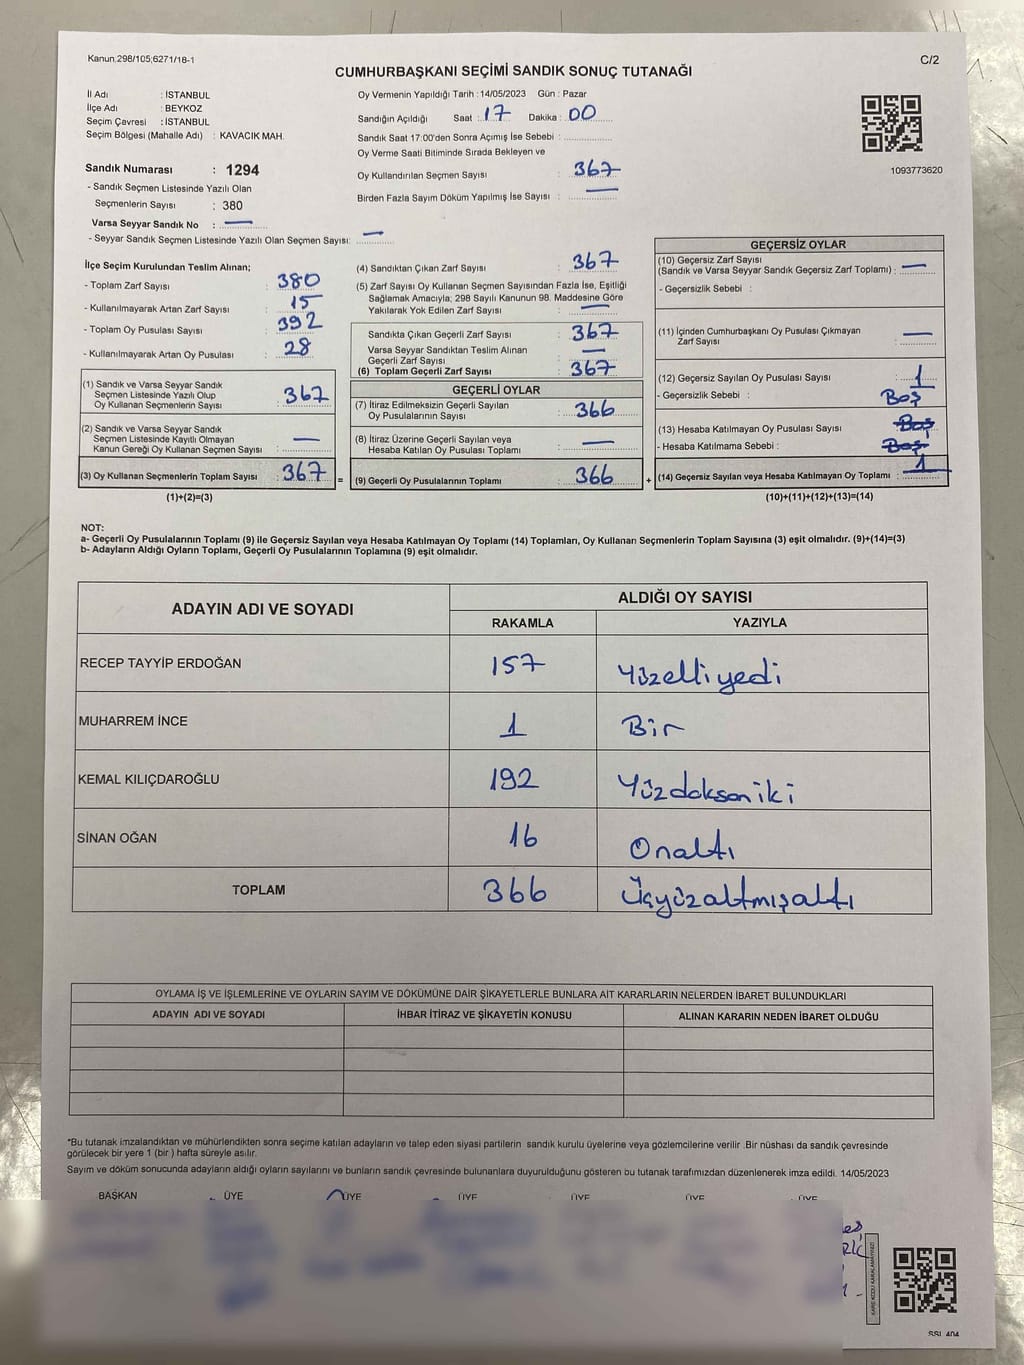 Kanun,298/105;6271/18-1
C/2
CUMHURBAŞKANI SEÇİMİ SANDIK SONUÇ TUTANAĞI
İl Adı : İSTANBUL
İlçe Adı : BEYKOZ
Seçim Çevresi : İSTANBUL
Seçim Bölgesi (Mahalle Adı) : KAVACIK MAH.
Sandık Numarası : 1294
- Sandık Seçmen Listesinde Yazılı Olan
Seçmenlerin Sayısı : 380
Varsa Seyyar Sandık No : —
- Seyyar Sandık Seçmen Listesinde Yazılı Olan Seçmen Sayısı: —
Oy Vermenin Yapıldığı Tarih : 14/05/2023 Gün : Pazar
Sandığın Açıldığı Saat : 17 Dakika : 00
Sandık Saat 17:00'den Sonra Açımış İse Sebebi :
Oy Verme Saati Bitiminde Sırada Bekleyen ve
Oy Kullandırılan Seçmen Sayısı : 367
Birden Fazla Sayım Döküm Yapılmış İse Sayısı : —
1093773620
İlçe Seçim Kurulundan Teslim Alınan;
- Toplam Zarf Sayısı : 380
- Kullanılmayarak Artan Zarf Sayısı : 15
- Toplam Oy Pusulası Sayısı : 392
- Kullanılmayarak Artan Oy Pusulası : 28
(1) Sandık ve Varsa Seyyar Sandık
Seçmen Listesinde Yazılı Olup
Oy Kullanan Seçmenlerin Sayısı : 367
(2) Sandık ve Varsa Seyyar Sandık
Seçmen Listesinde Kayıtlı Olmayan
Kanun Gereği Oy Kullanan Seçmen Sayısı : —
(3) Oy Kullanan Seçmenlerin Toplam Sayısı : 367
(1)+(2)=(3)
(4) Sandıktan Çıkan Zarf Sayısı : 367
(5) Zarf Sayısı Oy Kullanan Seçmen Sayısından Fazla İse, Eşitliği
Sağlamak Amacıyla; 298 Sayılı Kanunun 98. Maddesine Göre
Yakılarak Yok Edilen Zarf Sayısı : —
Sandıkta Çıkan Geçerli Zarf Sayısı : 367
Varsa Seyyar Sandıktan Teslim Alınan —
Geçerli Zarf Sayısı
(6) Toplam Geçerli Zarf Sayısı : 367
GEÇERLİ OYLAR
(7) İtiraz Edilmeksizin Geçerli Sayılan
Oy Pusulalarının Sayısı : 366
(8) İtiraz Üzerine Geçerli Sayılan veya
Hesaba Katılan Oy Pusulası Toplamı : —
= (9) Geçerli Oy Pusulalarının Toplamı : 366
GEÇERSİZ OYLAR
(10) Geçersiz Zarf Sayısı
(Sandık ve Varsa Seyyar Sandık Geçersiz Zarf Toplamı) : —
- Geçersizlik Sebebi :
(11) İçinden Cumhurbaşkanı Oy Pusulası Çıkmayan —
Zarf Sayısı :
(12) Geçersiz Sayılan Oy Pusulası Sayısı : 1
- Geçersizlik Sebebi : Boş
(13) Hesaba Katılmayan Oy Pusulası Sayısı : Boş
- Hesaba Katılmama Sebebi : Boş
+ (14) Geçersiz Sayılan veya Hesaba Katılmayan Oy Toplamı : 1
(10)+(11)+(12)+(13)=(14)
NOT:
a- Geçerli Oy Pusulalarının Toplamı (9) ile Geçersiz Sayılan veya Hesaba Katılmayan Oy Toplamı (14) Toplamları, Oy Kullanan Seçmenlerin Toplam Sayısına (3) eşit olmalıdır. (9)+(14)=(3)
b- Adayların Aldığı Oyların Toplamı, Geçerli Oy Pusulalarının Toplamına (9) eşit olmalıdır.
ADAYIN ADI VE SOYADI
ALDIĞI OY SAYISI
RAKAMLA YAZIYLA
RECEP TAYYİP ERDOĞAN 157 Yüzelliyedi
MUHARREM İNCE 1 Bir
KEMAL KILIÇDAROĞLU 192 Yüzdoksaniki
SİNAN OĞAN 16 Onaltı
TOPLAM 366 Üçyüzaltmışaltı
OYLAMA İŞ VE İŞLEMLERİNE VE OYLARIN SAYIM VE DÖKÜMÜNE DAİR ŞİKAYETLERLE BUNLARA AİT KARARLARIN NELERDEN İBARET BULUNDUKLARI
ADAYIN ADI VE SOYADI İHBAR İTİRAZ VE ŞİKAYETİN KONUSU ALINAN KARARIN NEDEN İBARET OLDUĞU
*Bu tutanak imzalandıktan ve mühürlendikten sonra seçime katılan adayların ve talep eden siyasi partilerin sandık kurulu üyelerine veya gözlemcilerine verilir .Bir nüshası da sandık çevresinde
görülecek bir yere 1 (bir ) hafta süreyle asılır.
Sayım ve döküm sonucunda adayların aldığı oyların sayılarını ve bunların sandık çevresinde bulunanlara duyurulduğunu gösteren bu tutanak tarafımızdan düzenlenerek imza edildi. 14/05/2023
BAŞKAN ÜYE ÜYE ÜYE ÜYE ÜYE ÜYE
KARE KODU KARALAMAYINIZ!
SSL 404